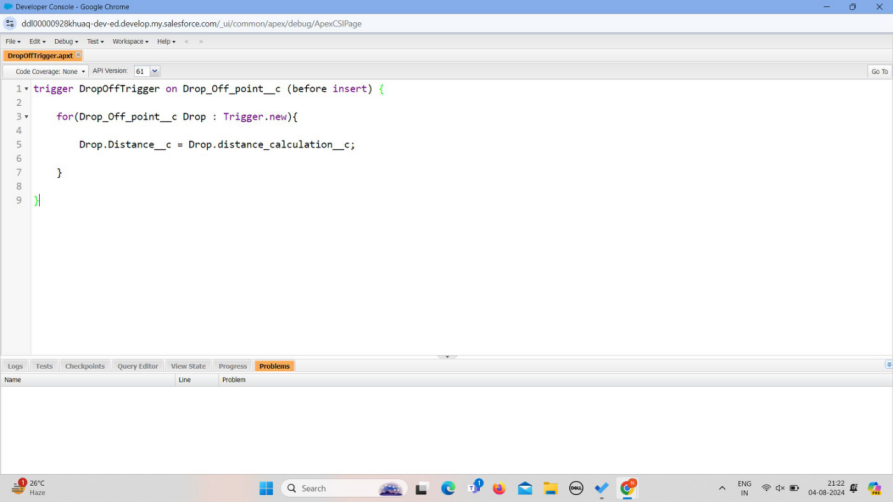 Developer Console - Google Chrome
ddl00000928khuaq-dev-ed.develop.my.salesforce.com/_ui/common/apex/debug/ApexCSIPage
File Edit Debug Test Workspace Help < >
DropOffTrigger.apxt
Code Coverage: None API Version: 61 Go To
1 trigger DropOffTrigger on Drop_Off_point__c (before insert) {
2
3 for(Drop_Off_point__c Drop : Trigger.new){
4
5 Drop.Distance__c = Drop.distance_calculation__c;
6
7 }
8
9 }
Logs Tests Checkpoints Query Editor View State Progress Problems
Name Line Problem
1 26°C
Haze
Search
1
ENG
IN
21:22
04-08-2024